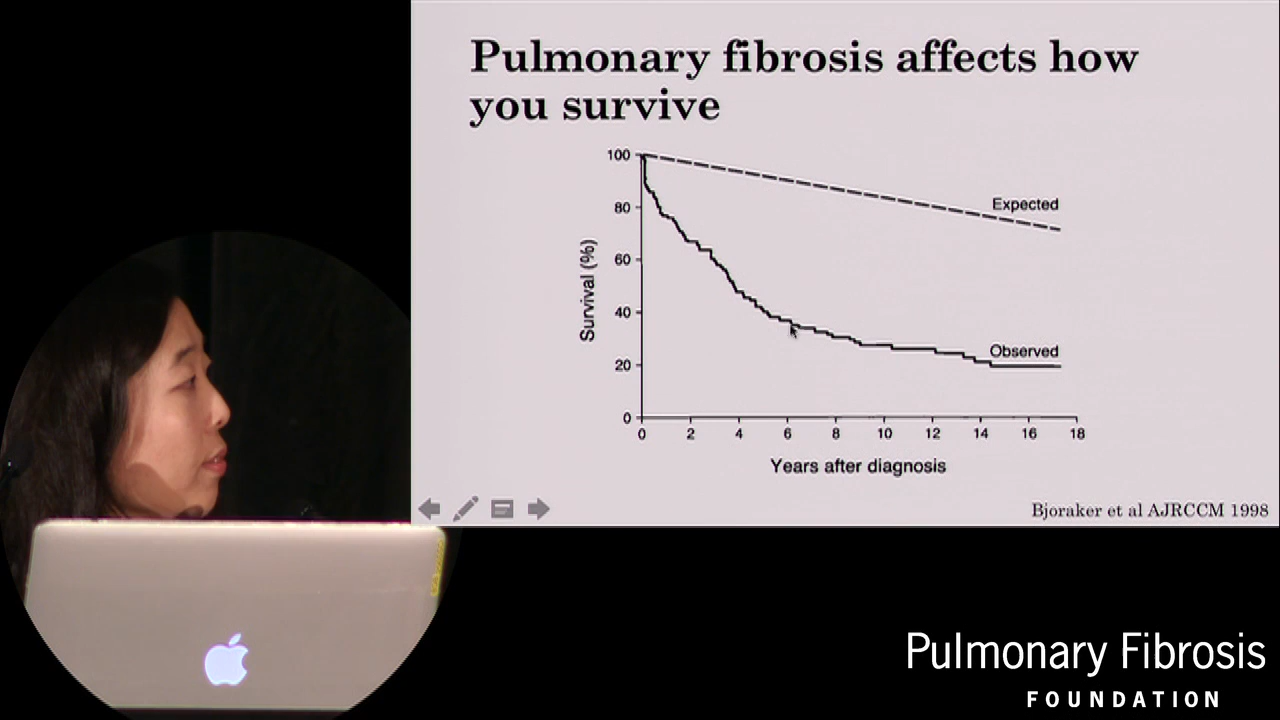 Pulmonary fibrosis affects how
you survive
100
80
60
40
20
0
Survival (%)
Expected
Observed
0 2 4 6 8 10 12 14 16 18
Years after diagnosis
Bjoraker et al AJRCCM 1998
Pulmonary Fibrosis
FOUNDATION